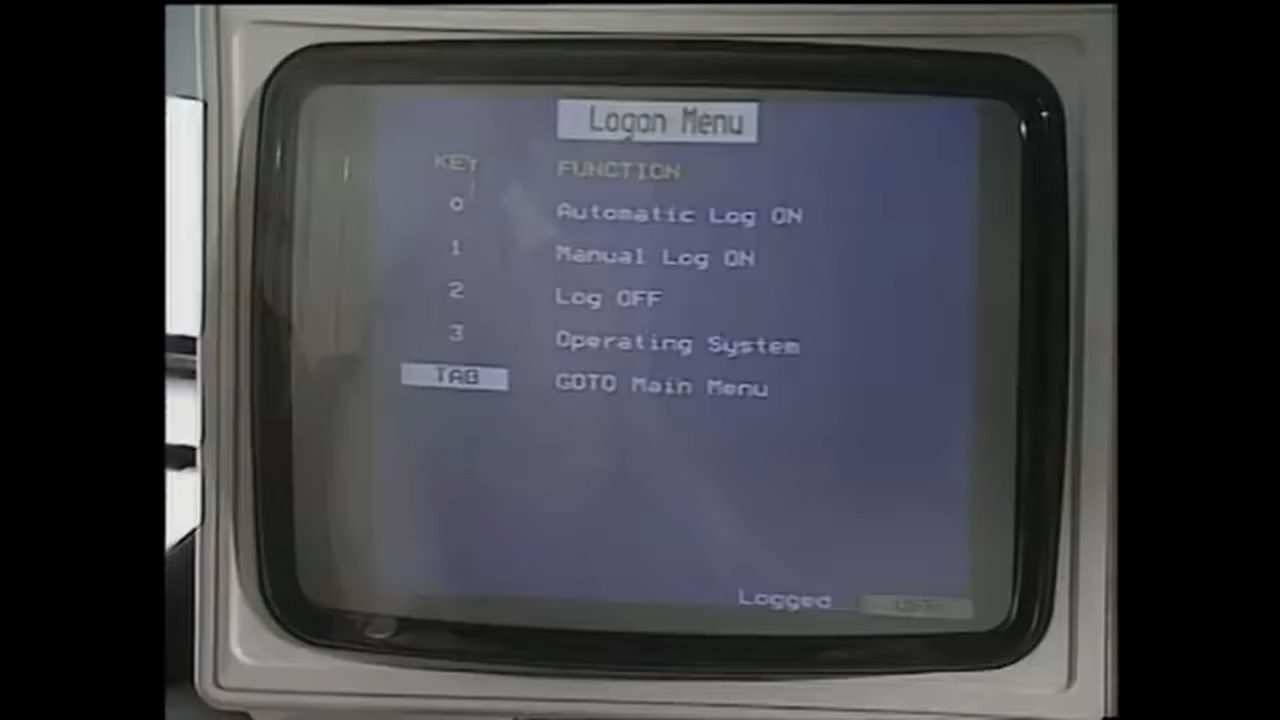 Logon Menu
KEY FUNCTION
0 Automatic Log ON
1 Manual Log ON
2 Log OFF
3 Operating System
TAB GOTO Main Menu
Logged